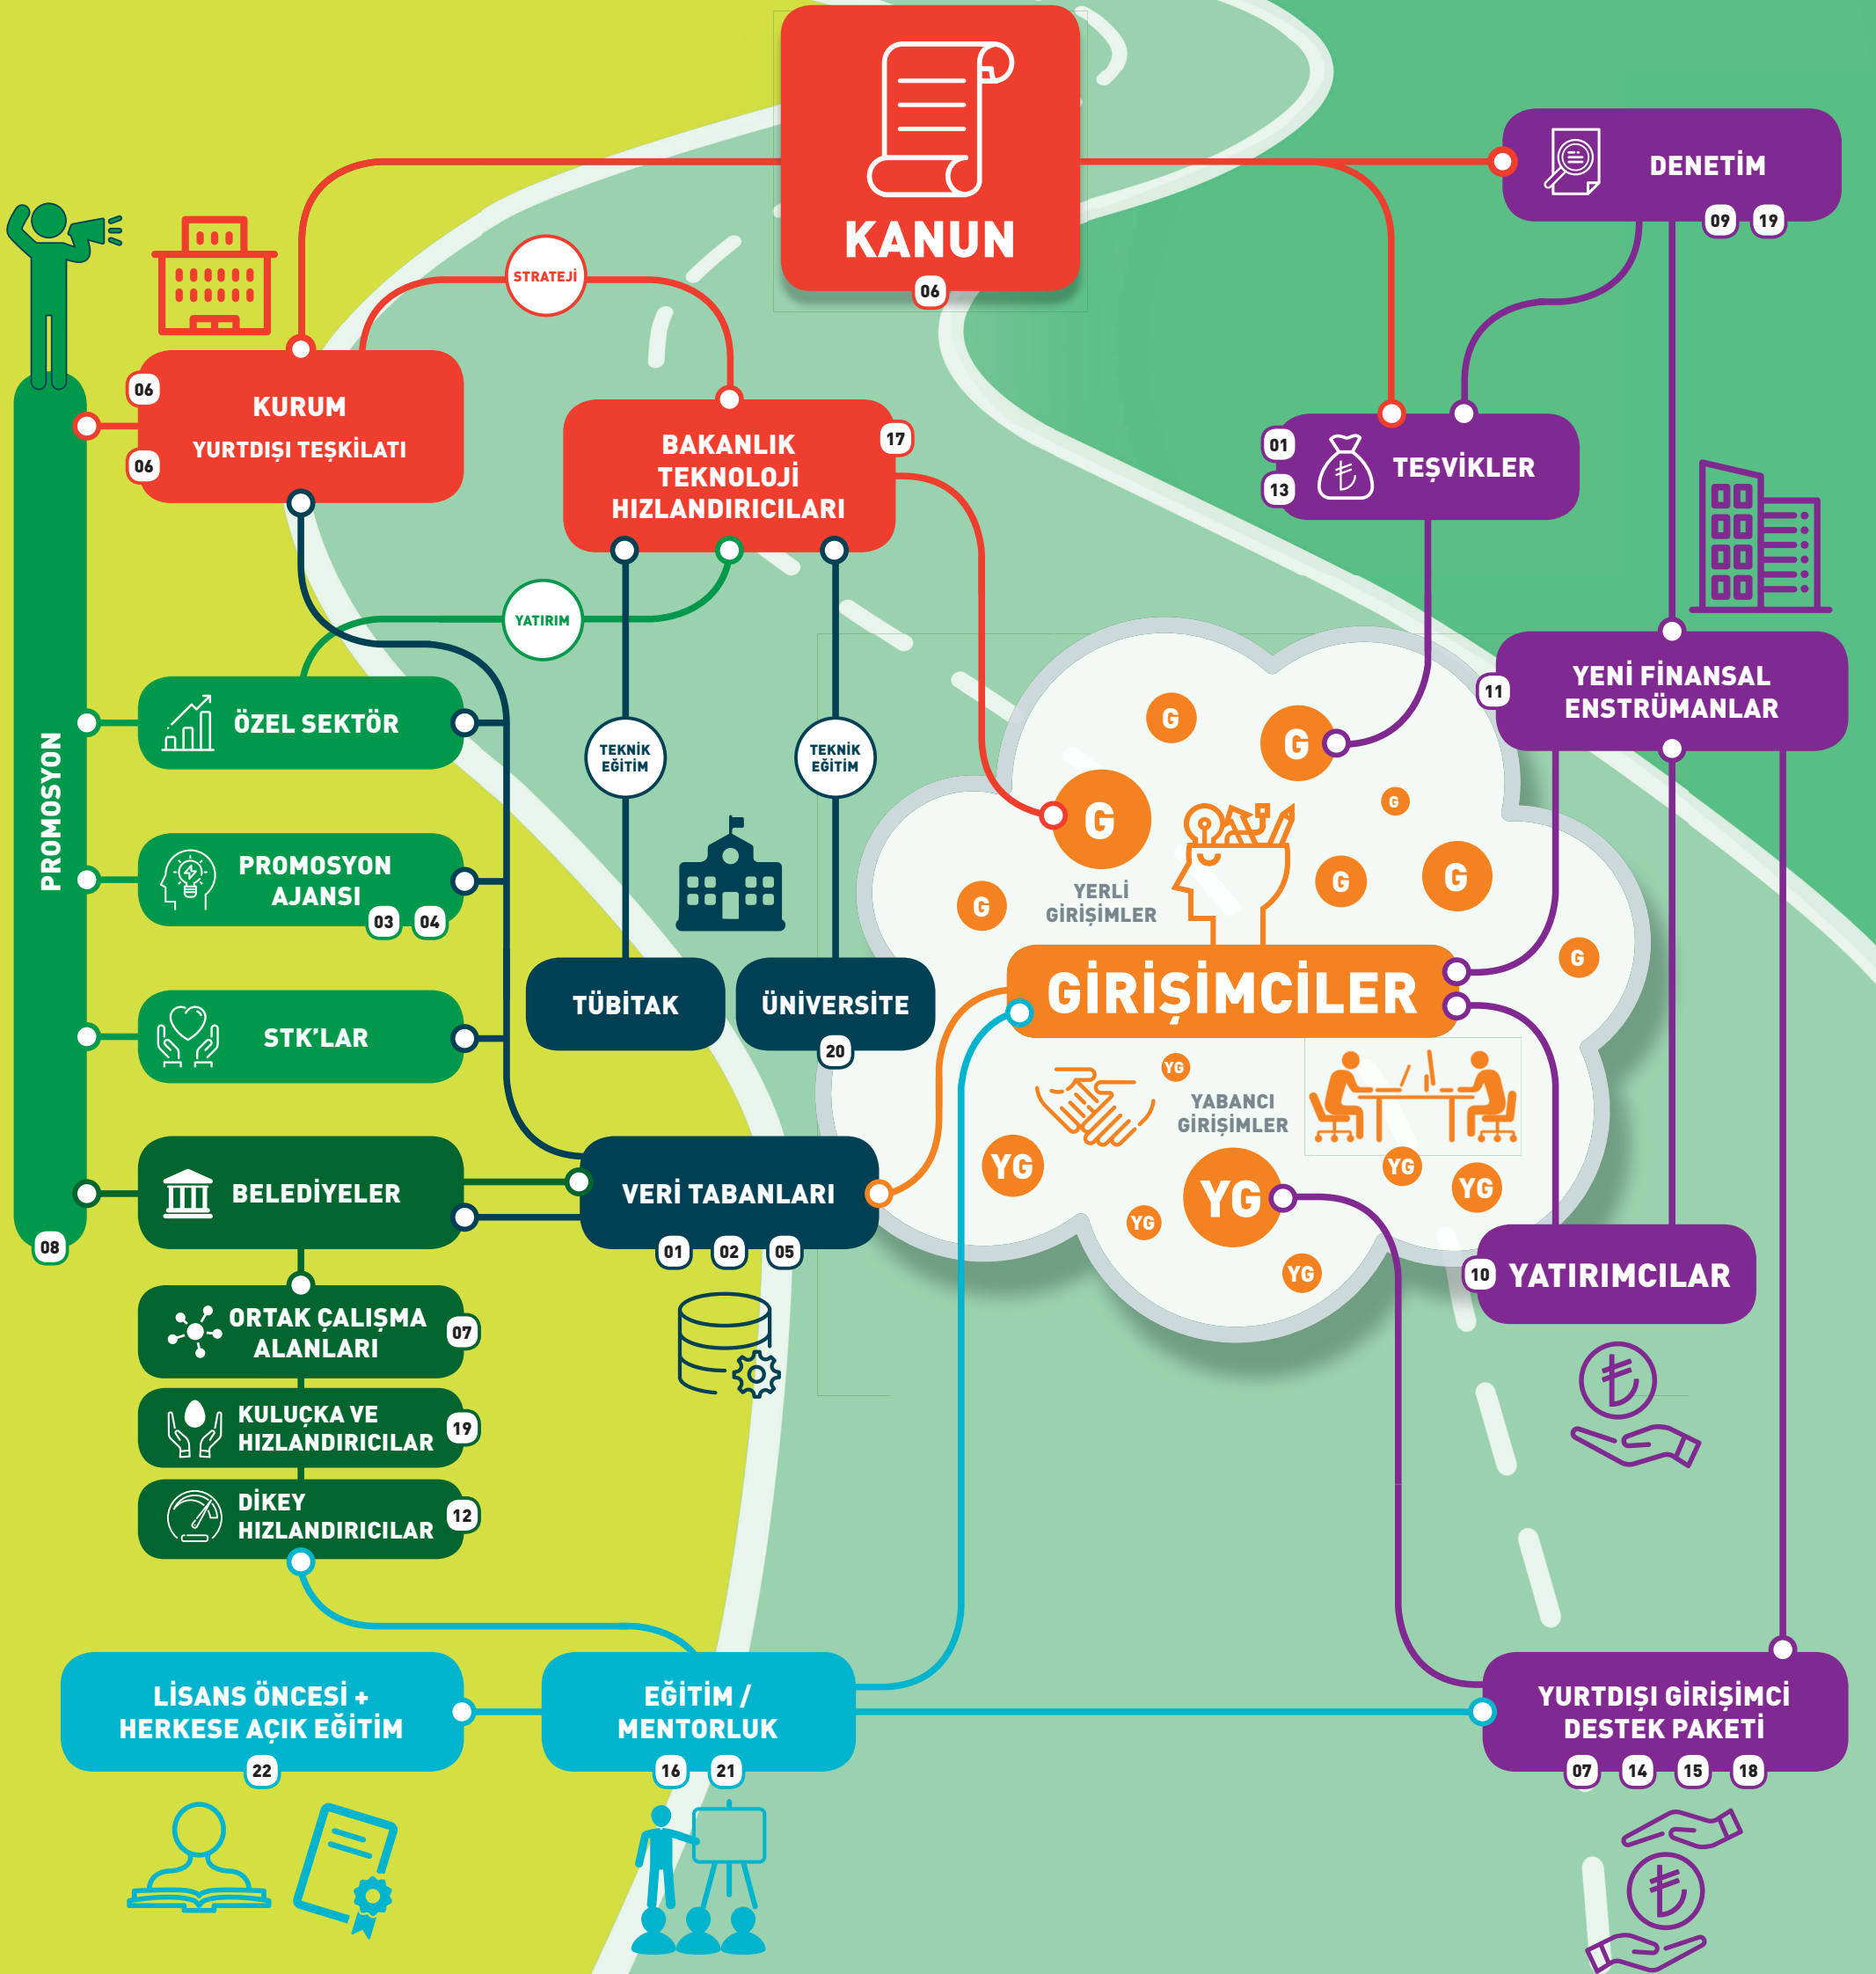 KANUN
06
DENETİM
09
19
STRATEJİ
KURUM
YURTDIŞI TEŞKİLATI
06
06
BAKANLIK
TEKNOLOJİ
HIZLANDIRICILARI
17
01
13
TEŞVİKLER
YATIRIM
YENİ FİNANSAL
ENSTRÜMANLAR
11
PROMOSYON
08
ÖZEL SEKTÖR
TEKNİK
EĞİTİM
TEKNİK
EĞİTİM
G
G
G
G
G
G
G
G
YERLİ
GİRİŞİMLER
PROMOSYON
AJANSI
03
04
TÜBİTAK
ÜNİVERSİTE
20
GİRİŞİMCİLER
STK'LAR
YG
YABANCI
GİRİŞİMLER
YG
YG
YG
YG
YG
YG
BELEDİYELER
VERİ TABANLARI
01
02
05
10
YATIRIMCILAR
ORTAK ÇALIŞMA
ALANLARI
07
KULUÇKA VE
HIZLANDIRICILAR
19
DİKEY
HIZLANDIRICILAR
12
LİSANS ÖNCESİ +
HERKESE AÇIK EĞİTİM
22
EĞİTİM /
MENTORLUK
16
21
YURTDIŞI GİRİŞİMCİ
DESTEK PAKETİ
07
14
15
18